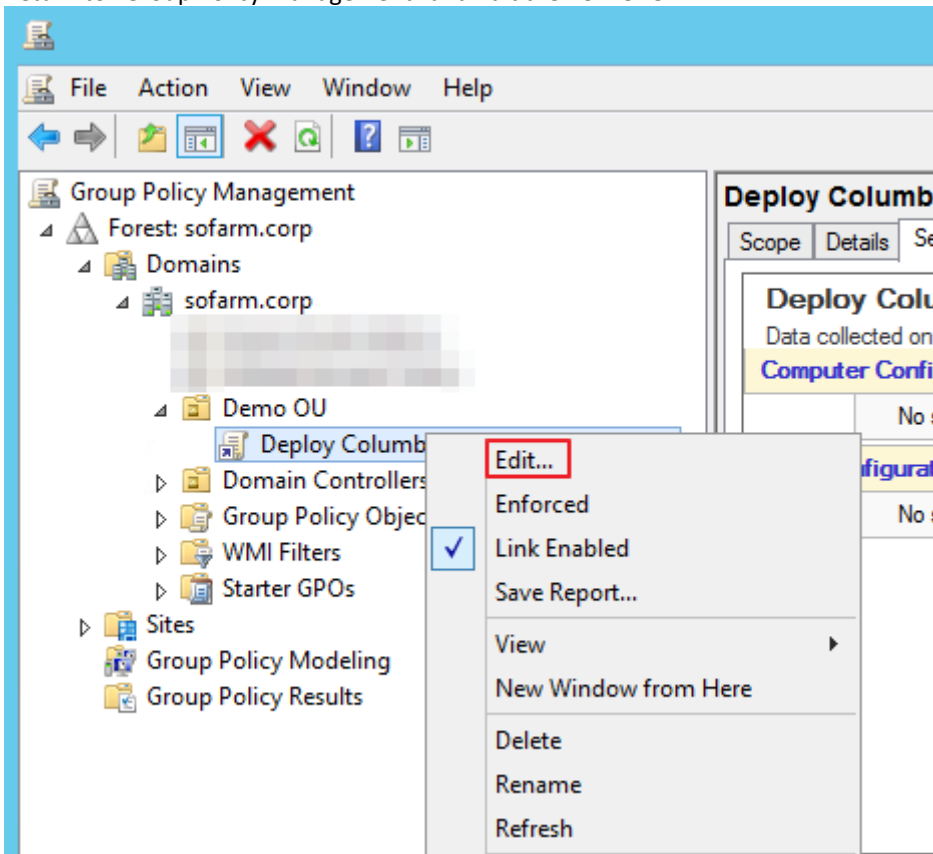 File Action View Window Help
Group Policy Management
Forest: sofarm.corp
Domains
sofarm.corp
Demo OU
Deploy Columb
Domain Controllers
Group Policy Objec
WMI Filters
Starter GPOs
Sites
Group Policy Modeling
Group Policy Results
Deploy Columb
Scope Details Se
Deploy Colu
Data collected on
Computer Confi
No s
figurat
No s
Edit...
Enforced
Link Enabled
Save Report...
View
New Window from Here
Delete
Rename
Refresh